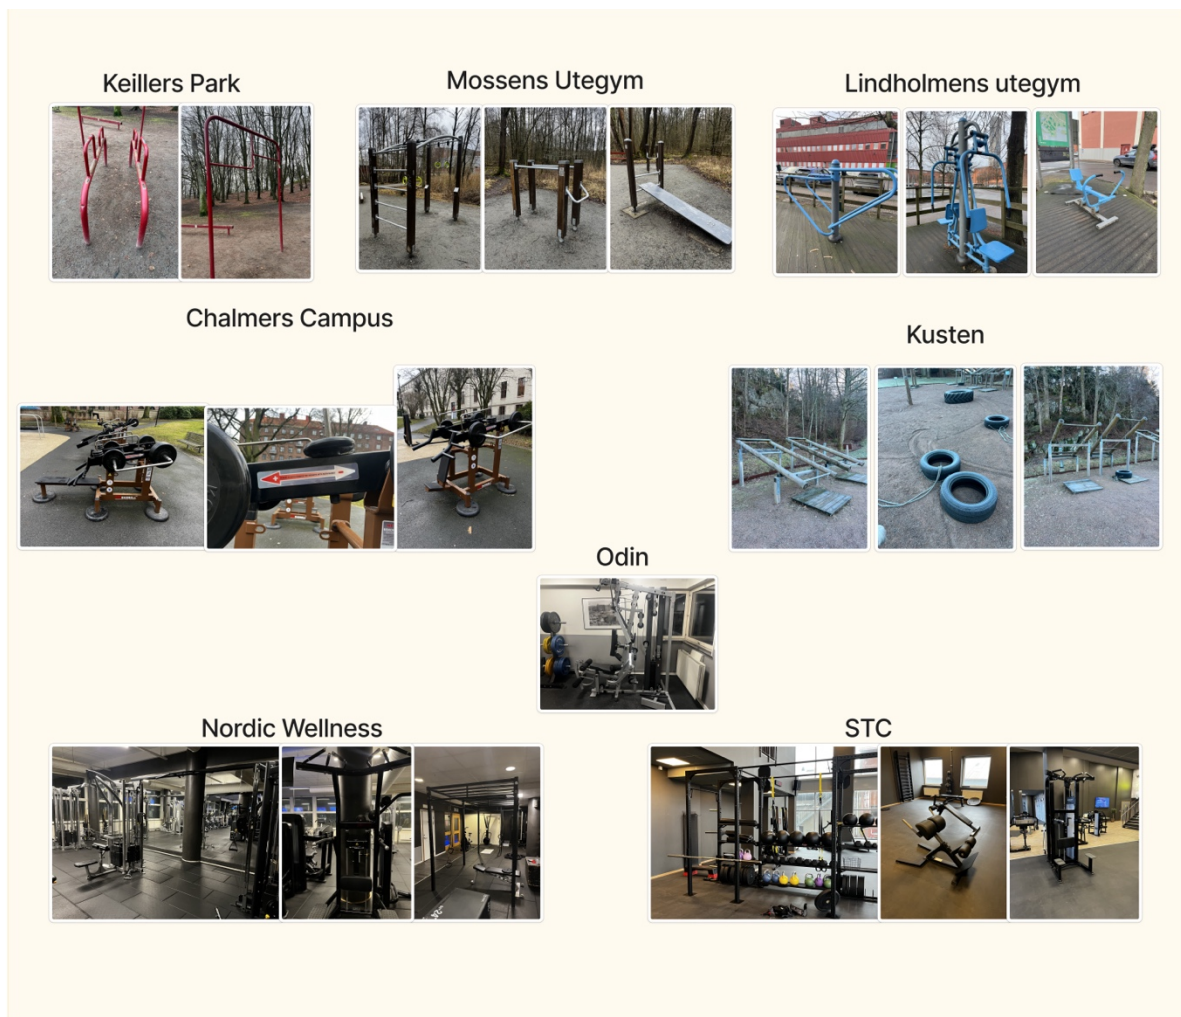 Keillers Park
Mossens Utegym
Lindholmens utegym
Chalmers Campus
Kusten
Odin
Nordic Wellness
STC